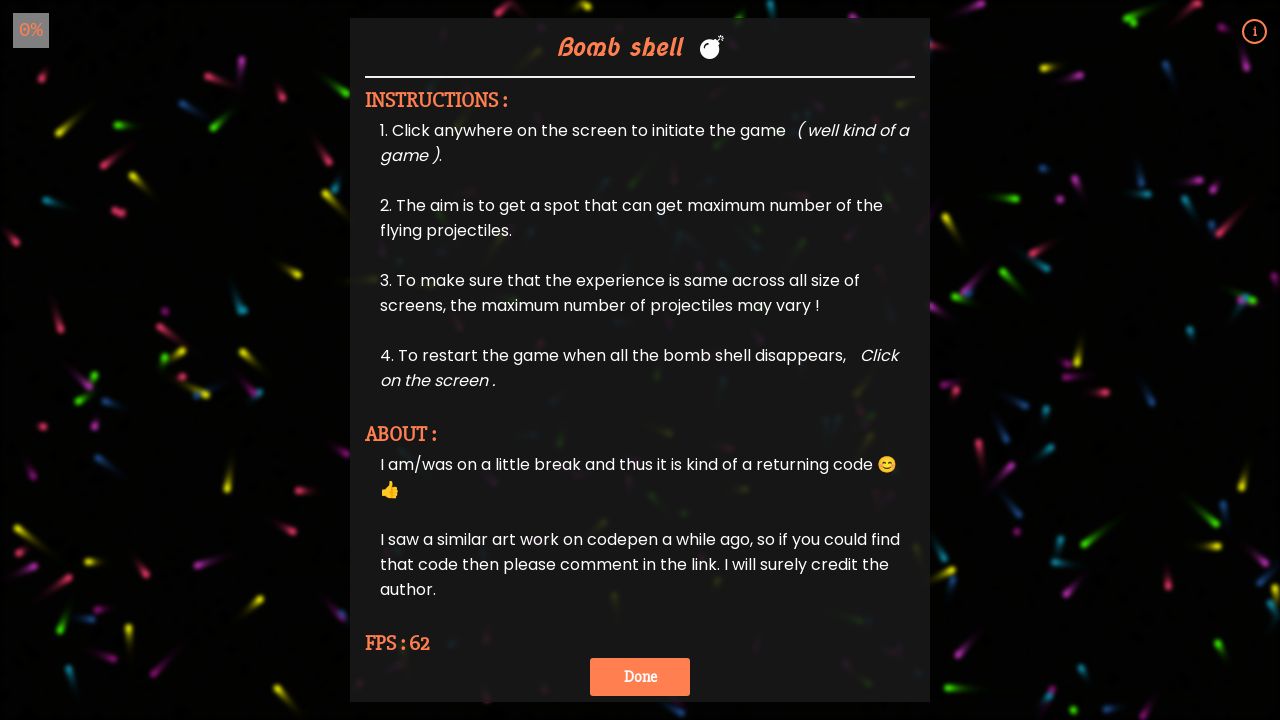 0%
Bomb shell 💣
i
INSTRUCTIONS :
1. Click anywhere on the screen to initiate the game ( well kind of a
game ).
2. The aim is to get a spot that can get maximum number of the
flying projectiles.
3. To make sure that the experience is same across all size of
screens, the maximum number of projectiles may vary !
4. To restart the game when all the bomb shell disappears, Click
on the screen .
ABOUT :
I am/was on a little break and thus it is kind of a returning code 😊
👍
I saw a similar art work on codepen a while ago, so if you could find
that code then please comment in the link. I will surely credit the
author.
FPS : 62
Done